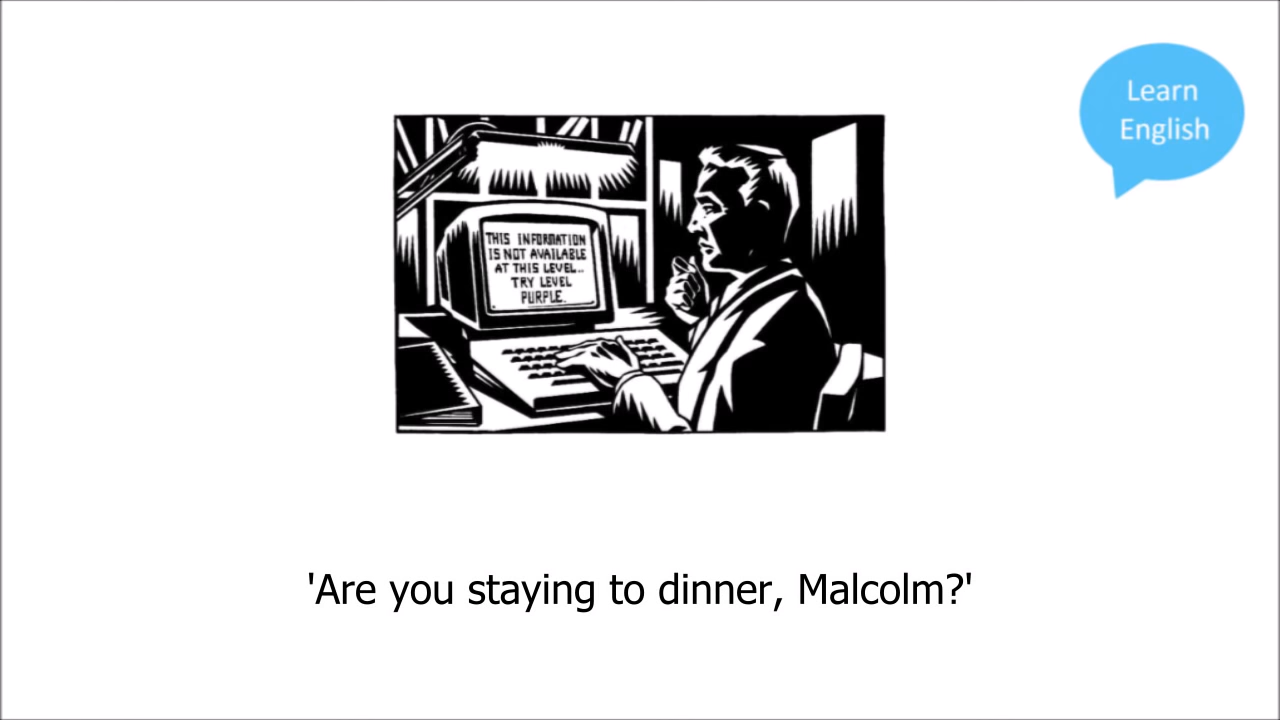 Learn
English
THIS INFORMATION
IS NOT AVAILABLE
AT THIS LEVEL..
TRY LEVEL
PURPLE.
'Are you staying to dinner, Malcolm?'